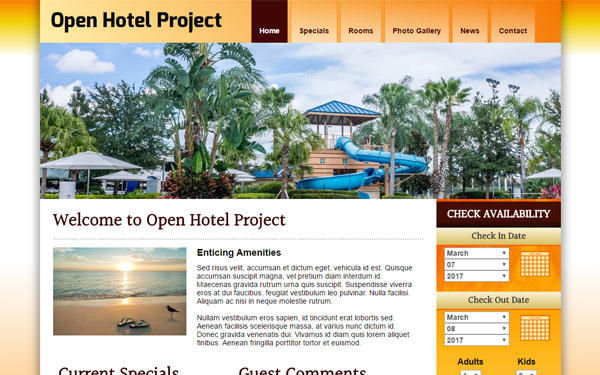 Open Hotel Project
Home Specials Rooms Photo Gallery News Contact
Welcome to Open Hotel Project
Enticing Amenities
Sed risus velit, accumsan et dictum eget, vehicula id est. Quisque
accumsan suscipit magna, vel pretium diam interdum id.
Maecenas gravida rutrum urna quis suscipit. Suspendisse viverra
eros at dui faucibus, feugiat vestibulum leo pulvinar. Nulla facilisi.
Aliquam ac nisi in neque molestie rutrum.
Nullam vestibulum eros sapien, id tincidunt erat lobortis sed.
Aenean facilisis scelerisque massa, at varius nunc dictum id.
Donec gravida venenatis dui. Vivamus id diam quis lorem aliquet
finibus. Aenean fringilla porttitor tortor et euismod.
Current Specials
Guest Comments
CHECK AVAILABILITY
Check In Date
March
07
2017
Check Out Date
March
08
2017
Adults Kids